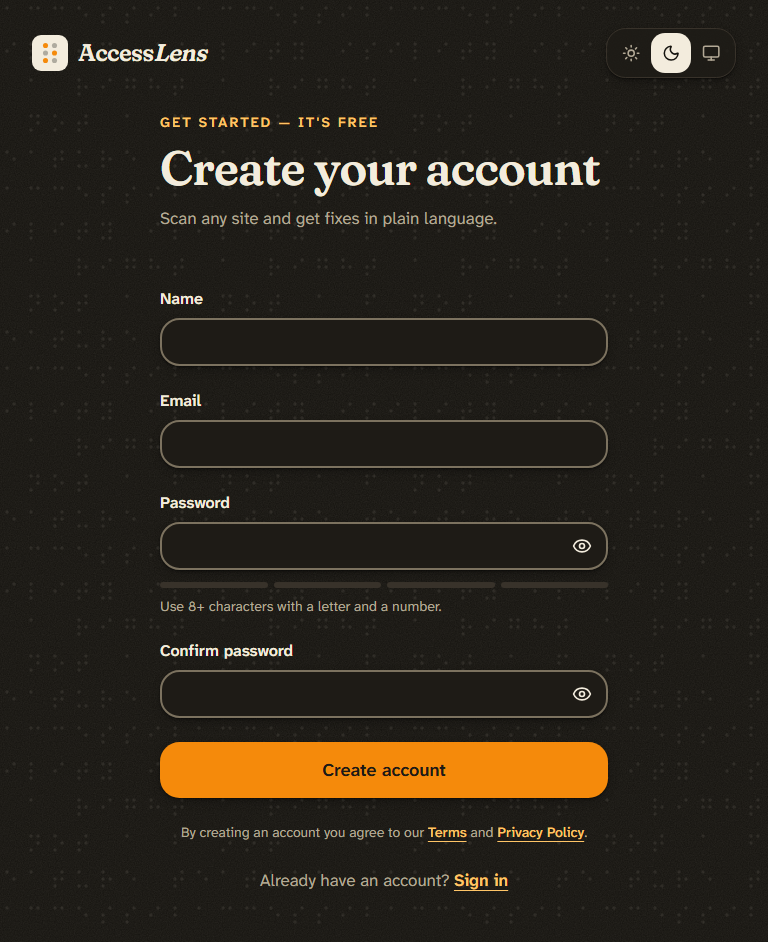 AccessLens
GET STARTED — IT'S FREE
Create your account
Scan any site and get fixes in plain language.
Name
Email
Password
Use 8+ characters with a letter and a number.
Confirm password
Create account
By creating an account you agree to our Terms and Privacy Policy.
Already have an account? Sign in